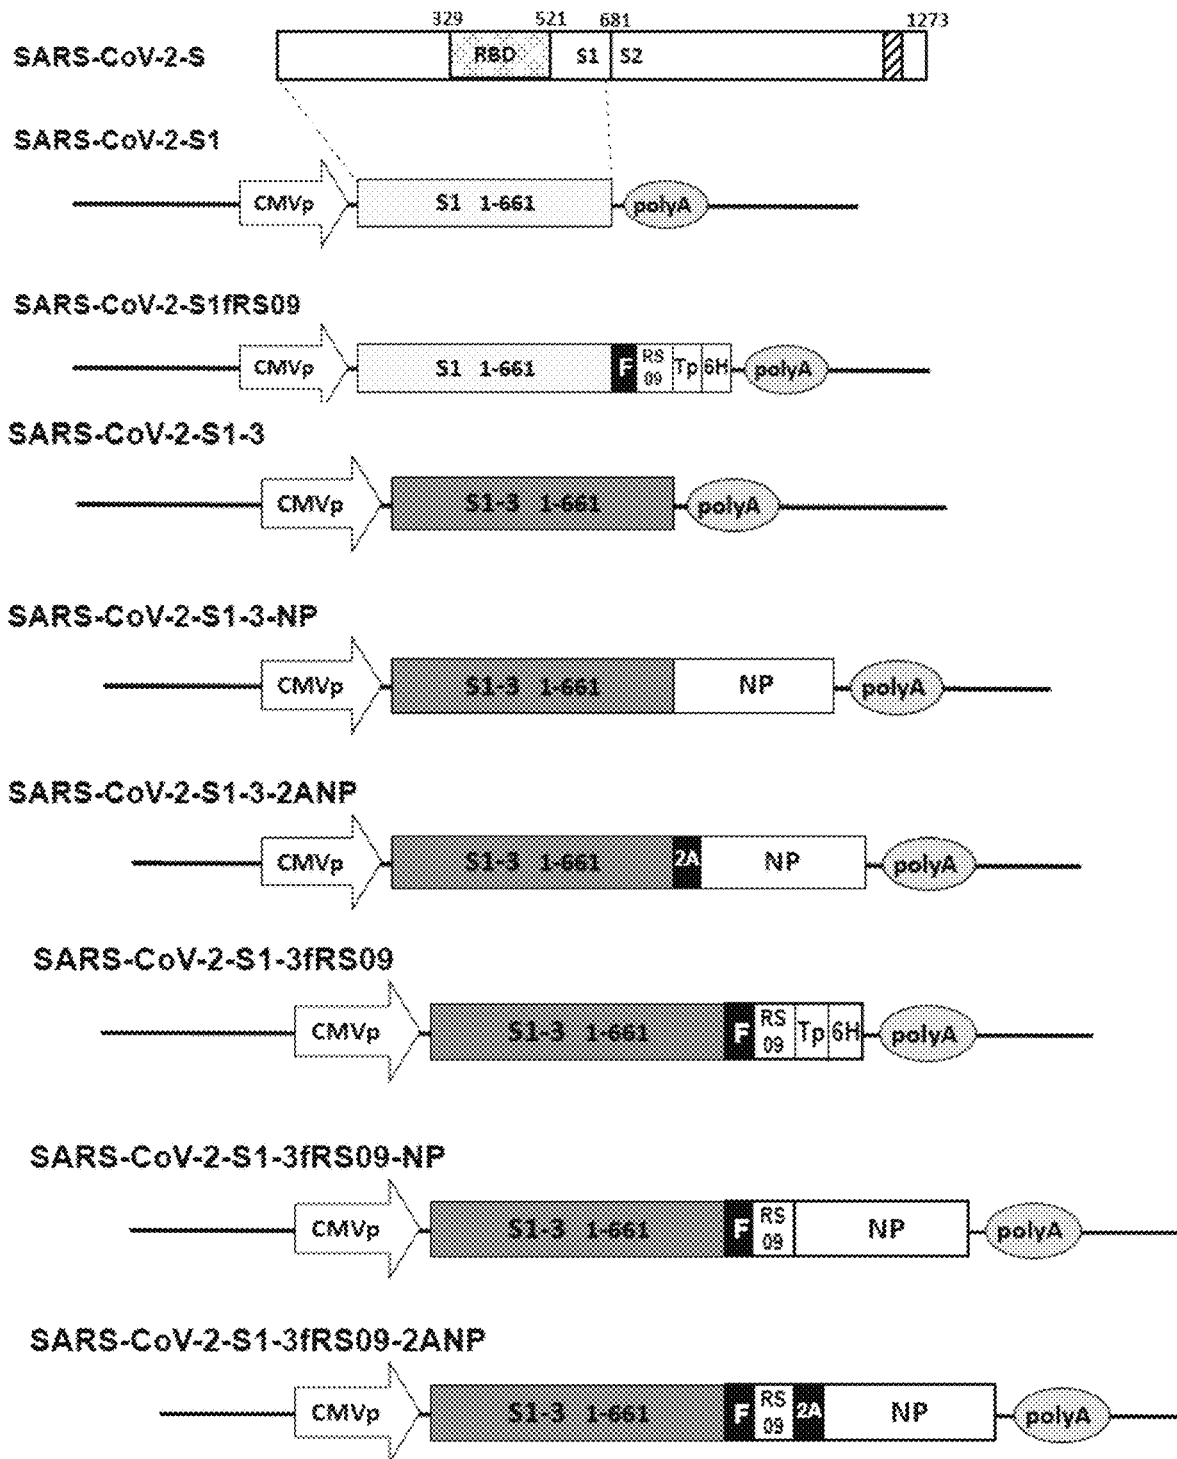 329 521 681 1273
SARS-CoV-2-S RBD S1 S2
SARS-CoV-2-S1
CMVp S1 1-661 polyA
SARS-CoV-2-S1fRS09
CMVp S1 1-661 F RS 09 Tp 6H polyA
SARS-CoV-2-S1-3
CMVp S1-3 1-661 polyA
SARS-CoV-2-S1-3-NP
CMVp S1-3 1-661 NP polyA
SARS-CoV-2-S1-3-2ANP
CMVp S1-3 1-661 2A NP polyA
SARS-CoV-2-S1-3fRS09
CMVp S1-3 1-661 F RS 09 Tp 6H polyA
SARS-CoV-2-S1-3fRS09-NP
CMVp S1-3 1-661 F RS 09 NP polyA
SARS-CoV-2-S1-3fRS09-2ANP
CMVp S1-3 1-661 F RS 09 2A NP polyA